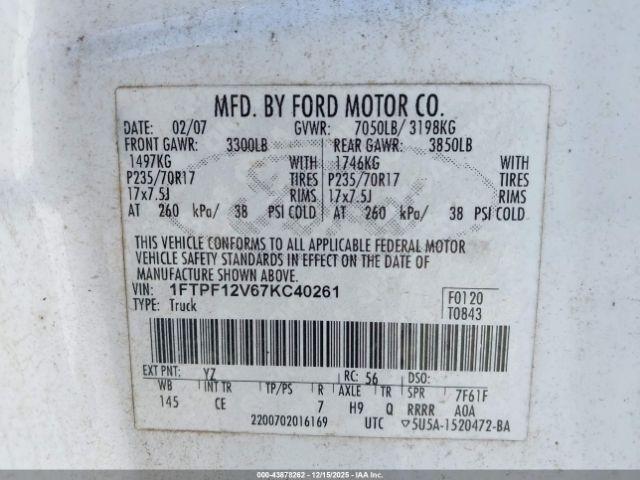 MFD. BY FORD MOTOR CO.
DATE: 02/07 GVWR: 7050LB/ 3198KG
FRONT GAWR: 3300LB REAR GAWR: 3850LB
1497KG WITH 1746KG WITH
P235/70R17 TIRES P235/70R17 TIRES
17x7.5J RIMS 17x7.5J RIMS
AT 260 kPa/ 38 PSI COLD AT 260 kPa/ 38 PSI COLD
THIS VEHICLE CONFORMS TO ALL APPLICABLE FEDERAL MOTOR
VEHICLE SAFETY STANDARDS IN EFFECT ON THE DATE OF
MANUFACTURE SHOWN ABOVE.
VIN: 1FTPF12V67KC40261 F0120
TYPE: Truck T0843
EXT PNT: YZ RC: 56 DSO:
WB INT TR TP/PS R AXLE TR SPR 7F61F
145 CE 7 H9 Q RRRR A0A
2200702016169 UTC ▽5U5A-1520472-BA
000-43878262 - 12/15/2025 - IAA Inc.